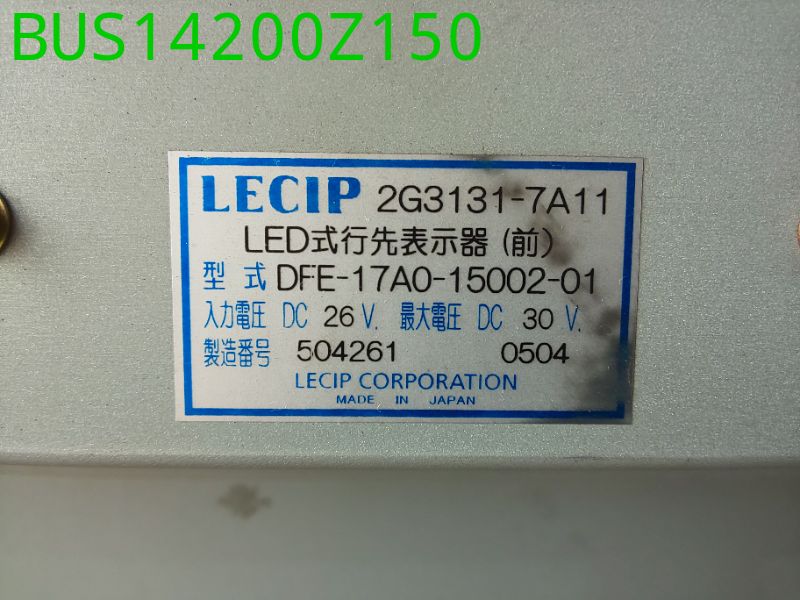 BUS14200Z150
LECIP 2G3131-7A11
LED式行先表示器 (前)
型式 DFE-17A0-15002-01
入力電圧 DC 26 V. 最大電圧 DC 30 V.
製造番号 504261 0504
LECIP CORPORATION
MADE IN JAPAN